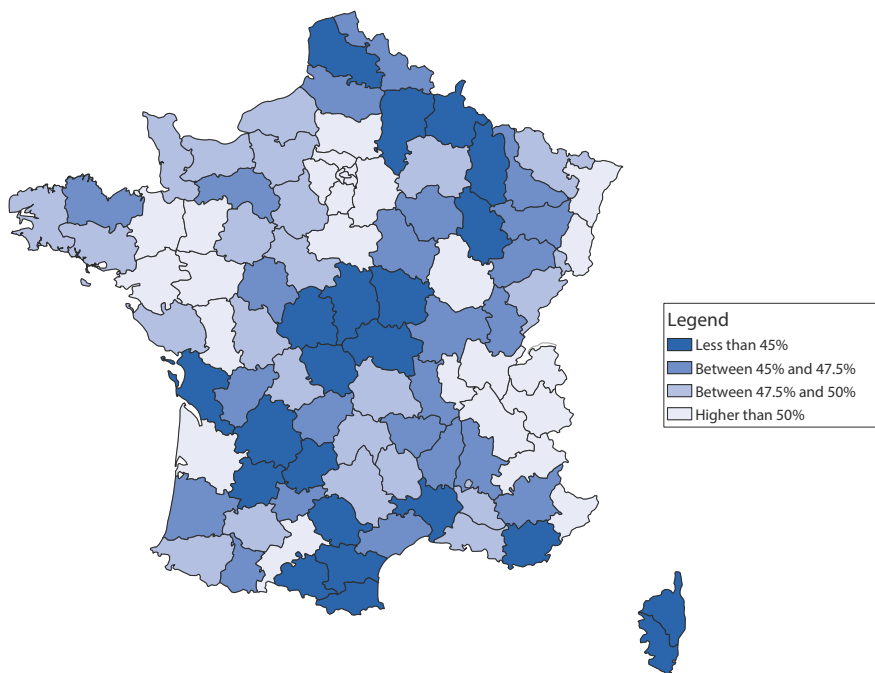 Legend
Less than 45%
Between 45% and 47.5%
Between 47.5% and 50%
Higher than 50%